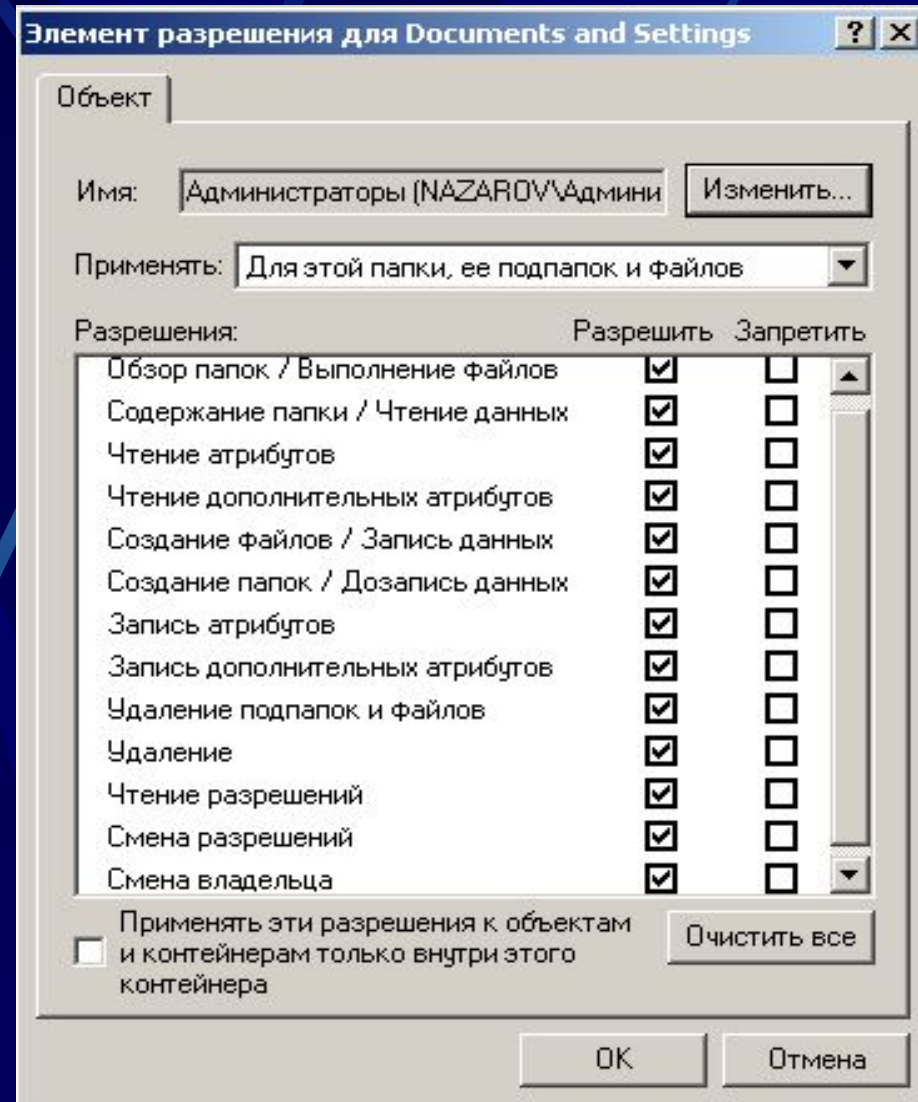 Элемент разрешения для Documents and Settings
Объект
Имя: Администраторы (NAZAROV\Админи Изменить...
Применять: Для этой папки, ее подпапок и файлов
Разрешения: Разрешить Запретить
Обзор папок / Выполнение файлов
Содержание папки / Чтение данных
Чтение атрибутов
Чтение дополнительных атрибутов
Создание файлов / Запись данных
Создание папок / Дозапись данных
Запись атрибутов
Запись дополнительных атрибутов
Удаление подпапок и файлов
Удаление
Чтение разрешений
Смена разрешений
Смена владельца
Применять эти разрешения к объектам
и контейнерам только внутри этого
контейнера
Очистить все
OK Отмена